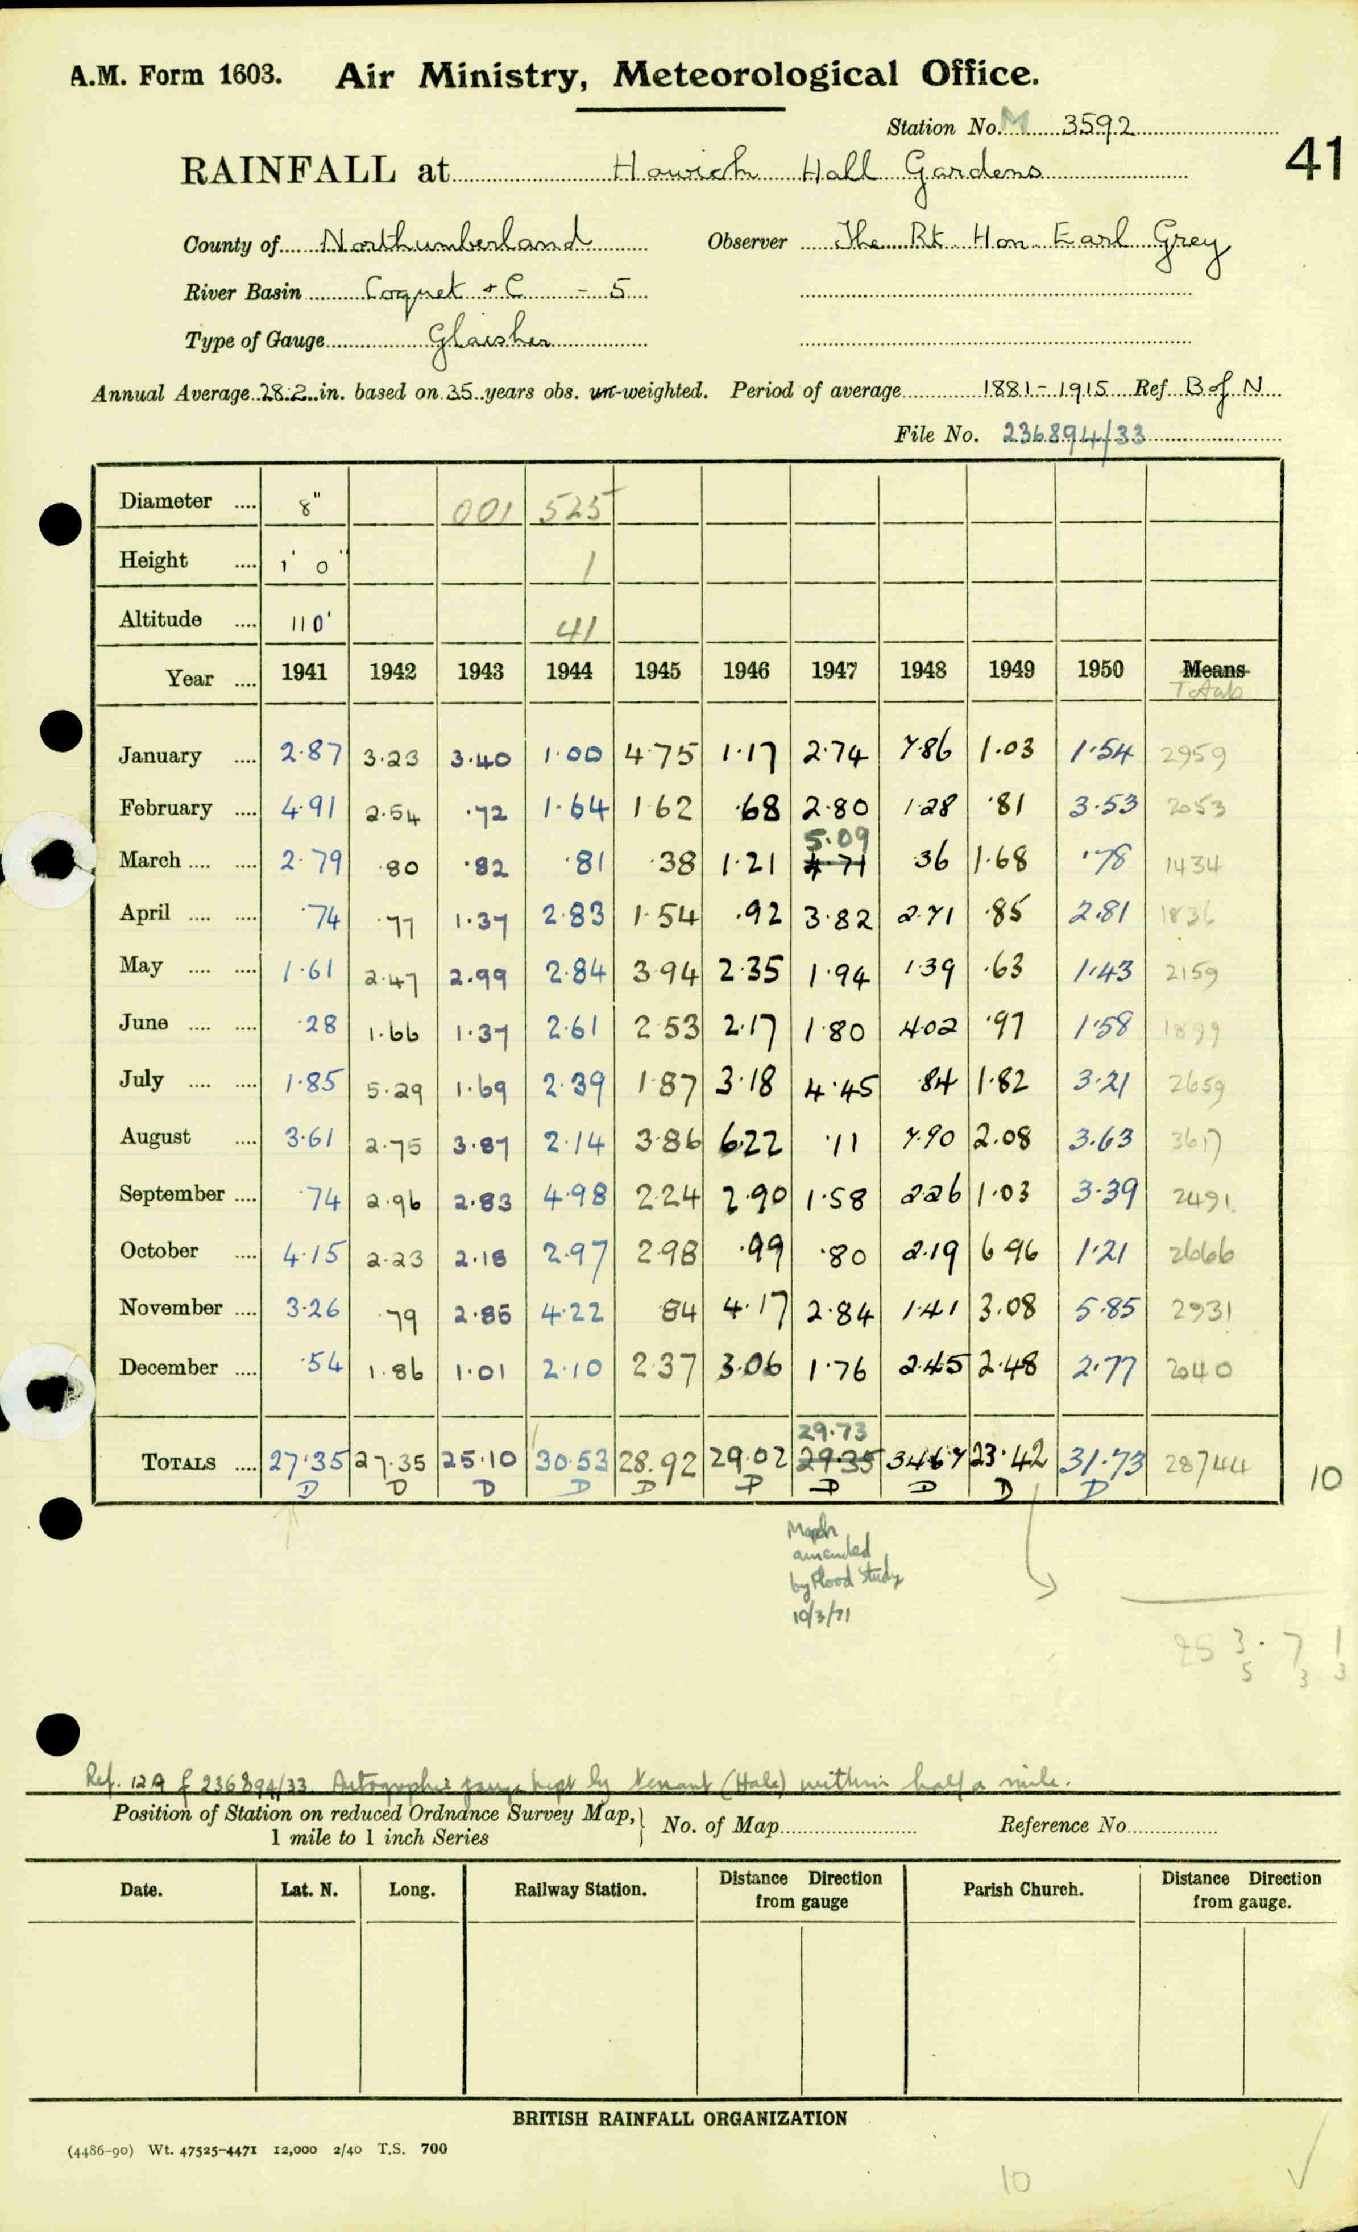 A.M. Form 1603. Air Ministry, Meteorological Office.
Station No. M 3592
41
RAINFALL at Howick Hall Gardens
County of Northumberland Observer The Rt Hon Earl Grey
River Basin Coquet + C - 5
Type of Gauge Glaisher
Annual Average 28.2 in. based on 35 years obs. un-weighted. Period of average 1881-1915 Ref B of N
File No. 236894/33
Diameter .... 8" 001 525
Height .... 1' 0" 1
Altitude .... 110' 41
Year .... 1941 1942 1943 1944 1945 1946 1947 1948 1949 1950 Means
Totals
January .... 2.87 3.23 3.40 1.00 4.75 1.17 2.74 7.86 1.03 1.54 2959
February .... 4.91 2.54 .72 1.64 1.62 .68 2.80 1.28 .81 3.53 2053
5.09
March .... .... 2.79 .80 .82 .81 .38 1.21 4.71 .36 1.68 .78 1434
April .... .... .74 .77 1.37 2.83 1.54 .92 3.82 2.71 .85 2.81 1836
May .... .... 1.61 2.47 2.99 2.84 3.94 2.35 1.94 1.39 .63 1.43 2159
June .... .... .28 1.66 1.37 2.61 2.53 2.17 1.80 4.02 .97 1.58 1899
July .... .... 1.85 5.29 1.69 2.39 1.87 3.18 4.45 .84 1.82 3.21 2659
August .... 3.61 2.75 3.87 2.14 3.86 6.22 .11 7.90 2.08 3.63 3617
September .... .74 2.96 2.83 4.98 2.24 2.90 1.58 2.26 1.03 3.39 2491
October .... 4.15 2.23 2.18 2.97 2.98 .99 .80 2.19 6.96 1.21 2666
November .... 3.26 .79 2.85 4.22 .84 4.17 2.84 1.41 3.08 5.85 2931
December .... .54 1.86 1.01 2.10 2.37 3.06 1.76 2.45 2.48 2.77 2040
29.73
TOTALS .... 27.35 27.35 25.10 30.53 28.92 29.02 29.35 34.67 23.42 31.73 28744
D D D D D D D D D D
10
March
amended
by Flood Study
10/3/71
253.71
5 3 3
Ref. 12A f 236894/33. Autographic gauge kept by tenant (Hale) within half a mile.
Position of Station on reduced Ordnance Survey Map,
1 mile to 1 inch Series
No. of Map Reference No
Date. Lat. N. Long. Railway Station. Distance Direction from gauge Parish Church. Distance Direction from gauge.
BRITISH RAINFALL ORGANIZATION
(4486-90) Wt. 47525-4471 12,000 2/40 T.S. 700
10